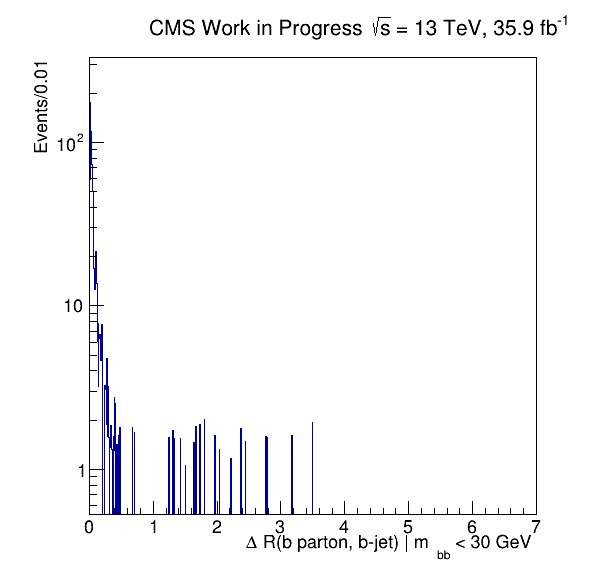 CMS Work in Progress √s = 13 TeV, 35.9 fb⁻¹
Events/0.01
10²
10
1
0 1 2 3 4 5 6 7
Δ R(b parton, b-jet) | m_bb < 30 GeV